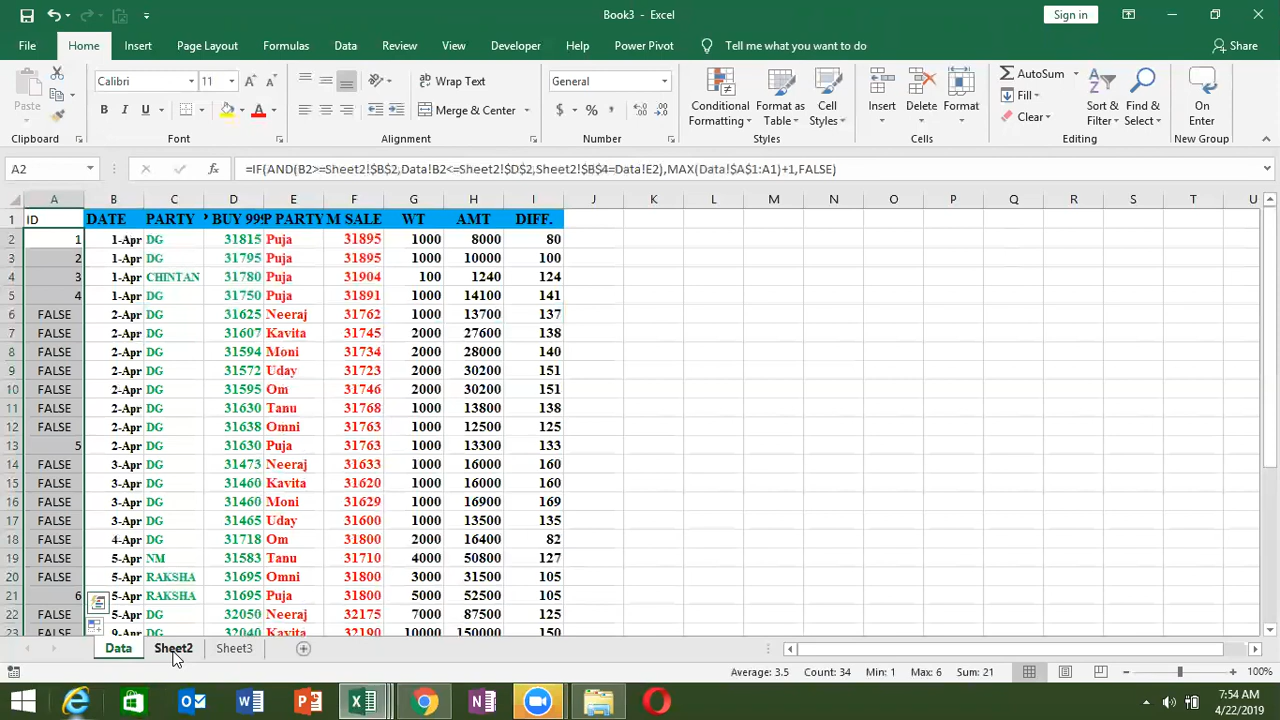 Book3 - Excel
Sign in
File Home Insert Page Layout Formulas Data Review View Developer Help Power Pivot Tell me what you want to do Share
Paste
Calibri 11
Wrap Text
Merge & Center
General
Conditional Formatting
Format as Table
Cell Styles
Insert
Delete
Format
AutoSum
Fill
Clear
Sort & Filter
Find & Select
On Enter
Clipboard Font Alignment Number Styles Cells Editing New Group
A2 =IF(AND(B2>=Sheet2!$B$2,Data!B2<=Sheet2!$D$2,Sheet2!$B$4=Data!E2),MAX(Data!$A$1:A1)+1,FALSE)
A B C D E F G H I J K L M N O P Q R S T U
1 ID DATE PARTY BUY 999 PARTY M SALE WT AMT DIFF.
2 1 1-Apr DG 31815 Puja 31895 1000 8000 80
3 2 1-Apr DG 31795 Puja 31895 1000 10000 100
4 3 1-Apr CHINTAN 31780 Puja 31904 100 1240 124
5 4 1-Apr DG 31750 Puja 31891 1000 14100 141
6 FALSE 2-Apr DG 31625 Neeraj 31762 1000 13700 137
7 FALSE 2-Apr DG 31607 Kavita 31745 2000 27600 138
8 FALSE 2-Apr DG 31594 Moni 31734 2000 28000 140
9 FALSE 2-Apr DG 31572 Uday 31723 2000 30200 151
10 FALSE 2-Apr DG 31595 Om 31746 2000 30200 151
11 FALSE 2-Apr DG 31630 Tanu 31768 1000 13800 138
12 FALSE 2-Apr DG 31638 Omni 31763 1000 12500 125
13 5 2-Apr DG 31630 Puja 31763 1000 13300 133
14 FALSE 3-Apr DG 31473 Neeraj 31633 1000 16000 160
15 FALSE 3-Apr DG 31460 Kavita 31620 1000 16000 160
16 FALSE 3-Apr DG 31460 Moni 31629 1000 16900 169
17 FALSE 3-Apr DG 31465 Uday 31600 1000 13500 135
18 FALSE 4-Apr DG 31718 Om 31800 2000 16400 82
19 FALSE 5-Apr NM 31583 Tanu 31710 4000 50800 127
20 FALSE 5-Apr RAKSHA 31695 Omni 31800 3000 31500 105
21 6 5-Apr RAKSHA 31695 Puja 31800 5000 52500 105
22 FALSE 5-Apr DG 32050 Neeraj 32175 7000 87500 125
23 FALSE 9-Apr DG 32040 Kavita 32190 10000 150000 150
Data Sheet2 Sheet3
Average: 3.5 Count: 34 Min: 1 Max: 6 Sum: 21 100%
7:54 AM
4/22/2019